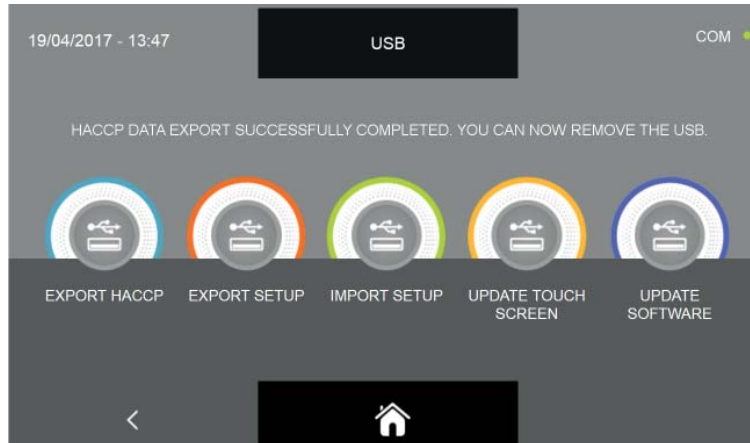 19/04/2017 - 13:47
USB
COM
HACCP DATA EXPORT SUCCESSFULLY COMPLETED. YOU CAN NOW REMOVE THE USB.
EXPORT HACCP
EXPORT SETUP
IMPORT SETUP
UPDATE TOUCH
SCREEN
UPDATE
SOFTWARE